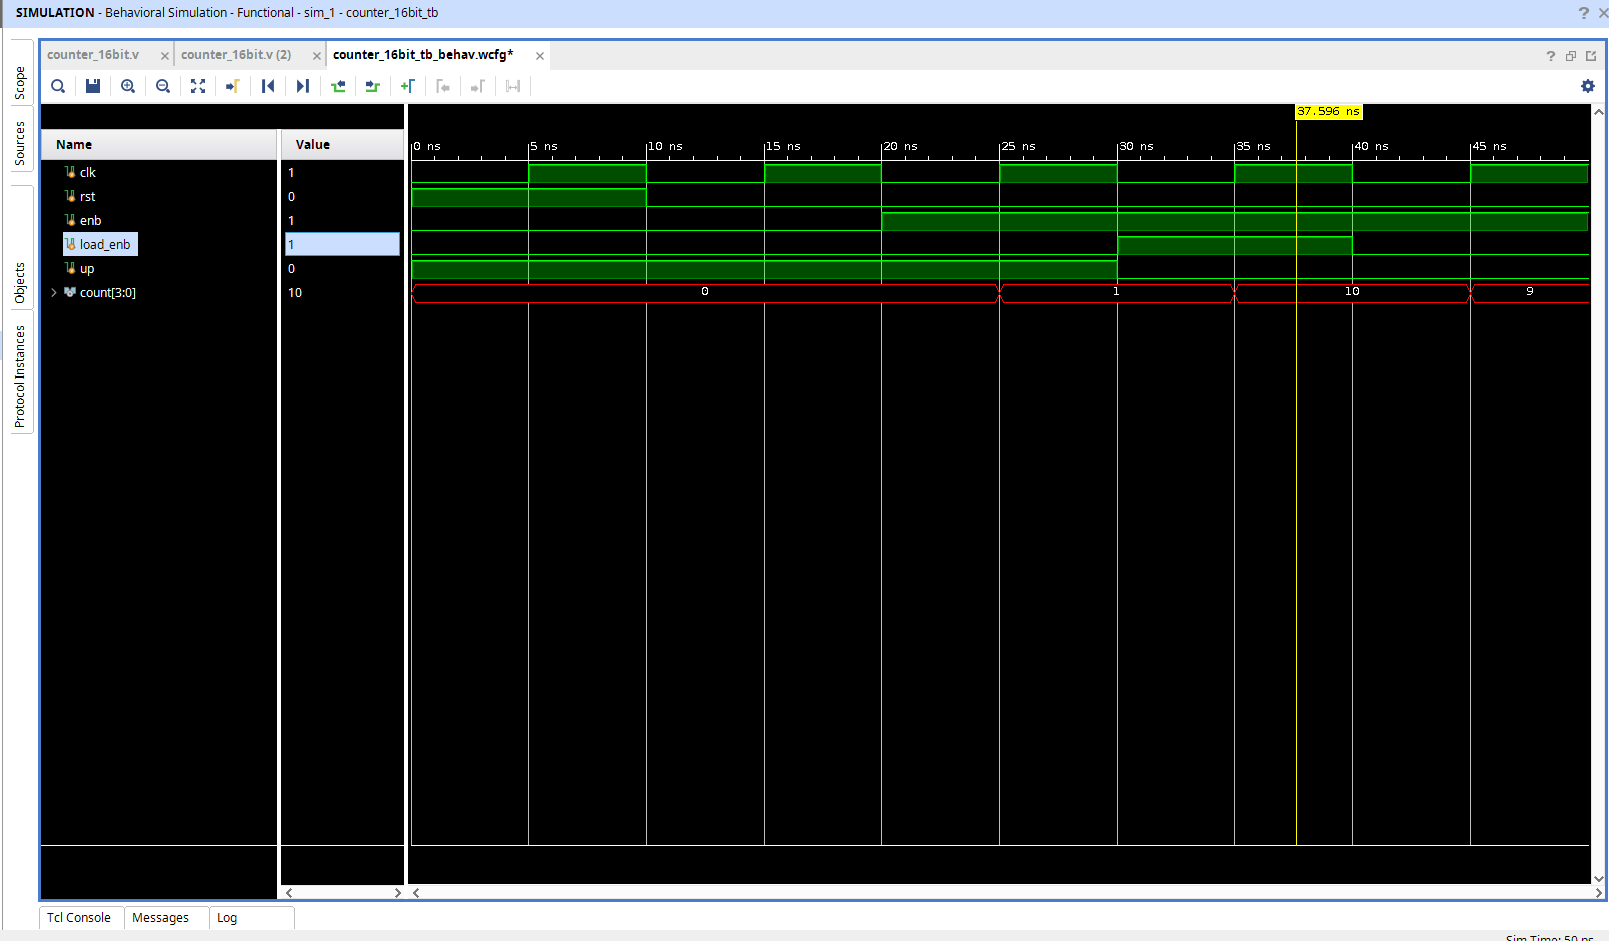 SIMULATION - Behavioral Simulation - Functional - sim_1 - counter_16bit_tb
counter_16bit.v
counter_16bit.v (2)
counter_16bit_tb_behav.wcfg*
Scope
Sources
Objects
Protocol Instances
37.596 ns
Name Value
0 ns 5 ns 10 ns 15 ns 20 ns 25 ns 30 ns 35 ns 40 ns 45 ns
clk 1
rst 0
enb 1
load_enb 1
up 0
count[3:0] 10 0 1 10 9
Tcl Console Messages Log
Sim Time: 50 ns